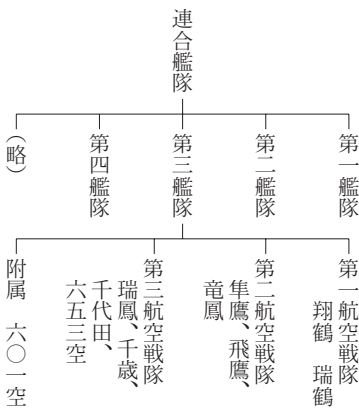 連合艦隊
第一艦隊
第二艦隊
第三艦隊
第四艦隊
（略）
第一航空戦隊
翔鶴　瑞鶴
第二航空戦隊
隼鷹、飛鷹、
竜鳳
第三航空戦隊
瑞鳳、千歳、
千代田、
六五三空
附属　六〇一空